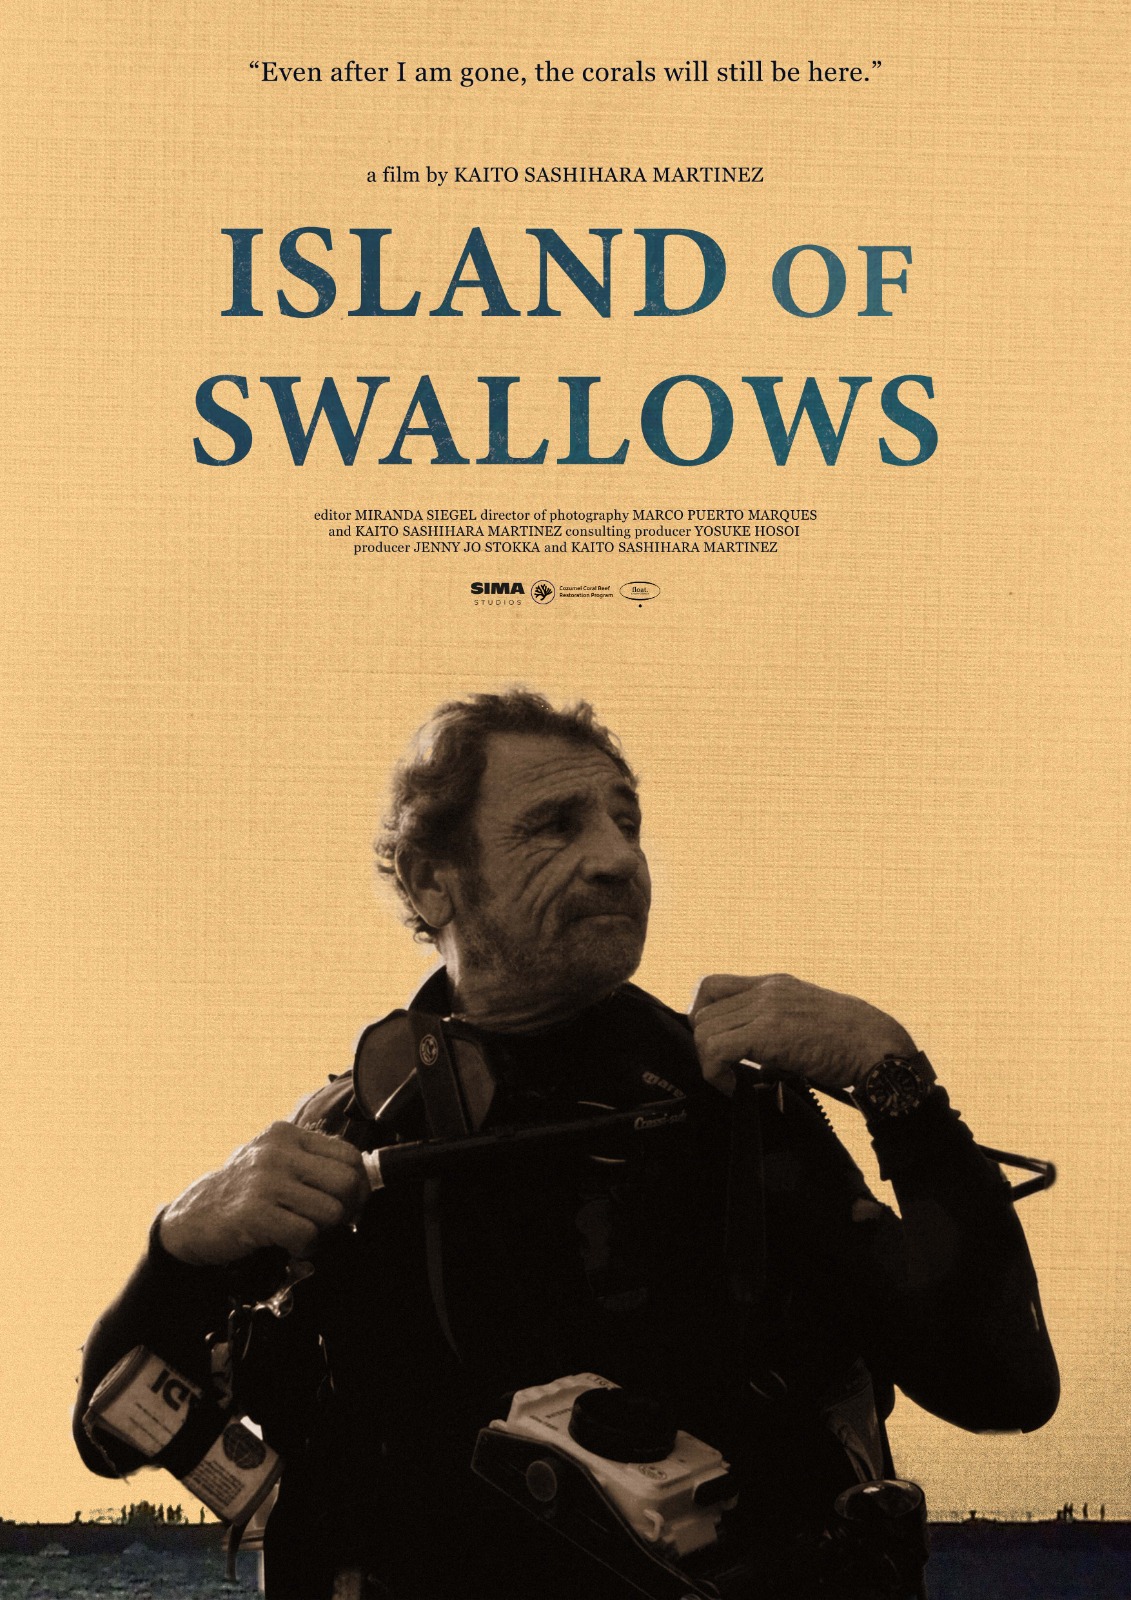 “Even after I am gone, the corals will still be here.”
a film by KAITO SASHIHARA MARTINEZ
ISLAND OF
SWALLOWS
editor MIRANDA SIEGEL director of photography MARCO PUERTO MARQUES
and KAITO SASHIHARA MARTINEZ consulting producer YOSUKE HOSOI
producer JENNY JO STOKKA and KAITO SASHIHARA MARTINEZ
SIMA
STUDIOS
Cozumel Coral Reef
Restoration Program
float.
mares